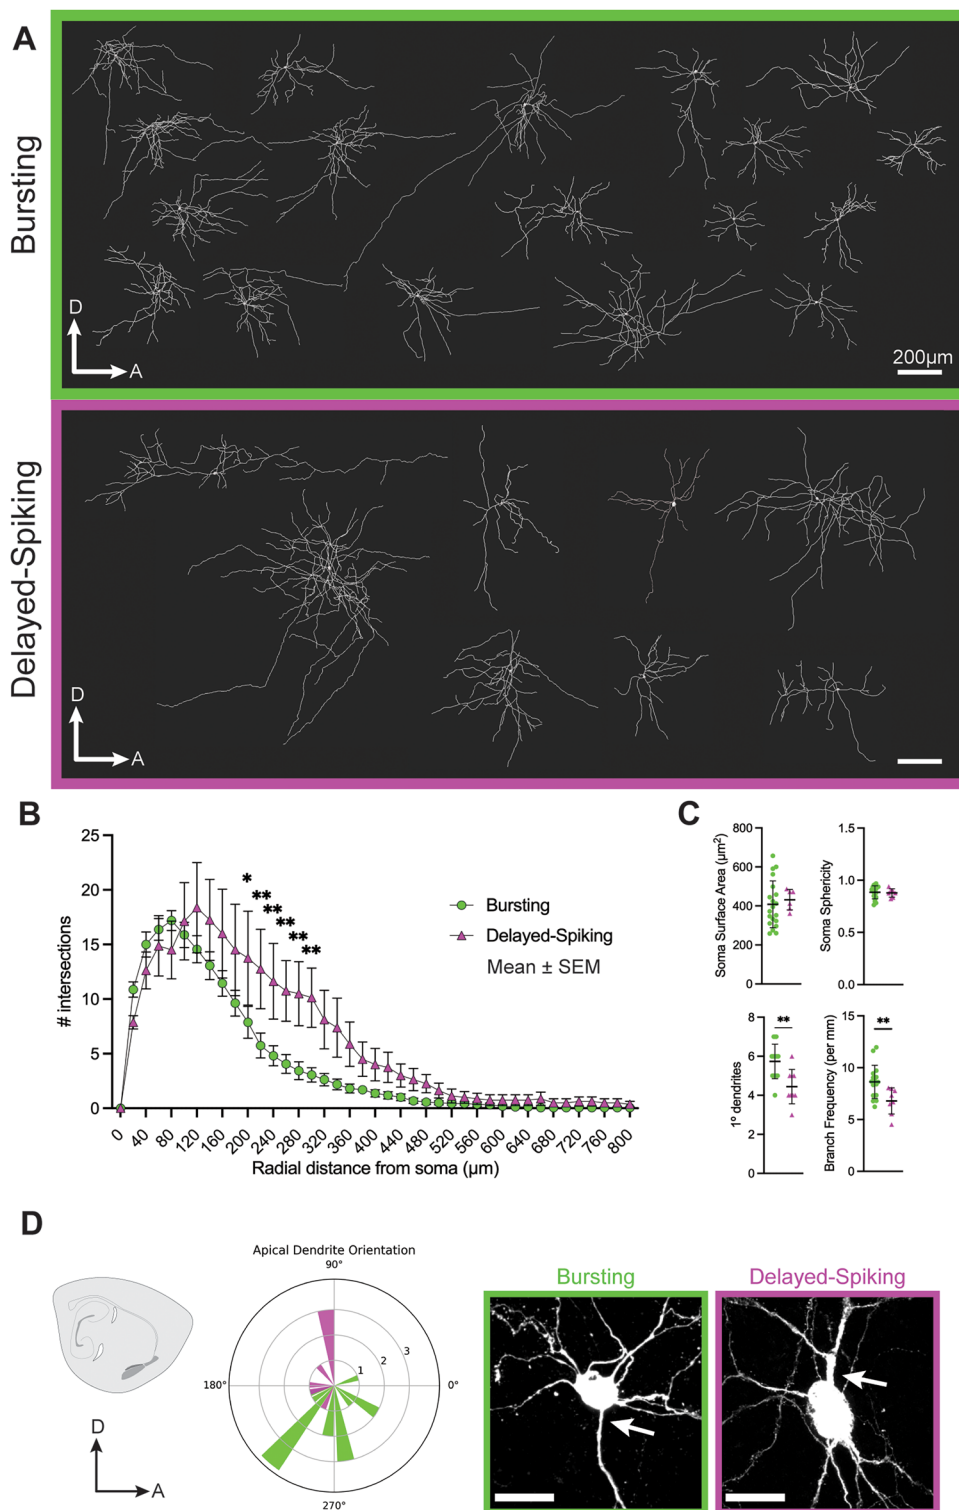 A
Bursting
D
A
200µm
Delayed-Spiking
D
A
B
# intersections
25
20
15
10
5
0
*
**
**
**
**
**
Bursting
Delayed-Spiking
Mean ± SEM
0
40
80
120
160
200
240
280
320
360
400
440
480
520
560
600
640
680
720
760
800
Radial distance from soma (µm)
C
Soma Surface Area (µm²)
800
600
400
200
0
Soma Sphericity
1.5
1.0
0.5
0.0
1º dendrites
8
6
4
2
0
**
Branch Frequency (per mm)
15
10
5
0
**
D
D
A
Apical Dendrite Orientation
90°
3
2
1
180°
0°
270°
Bursting
Delayed-Spiking